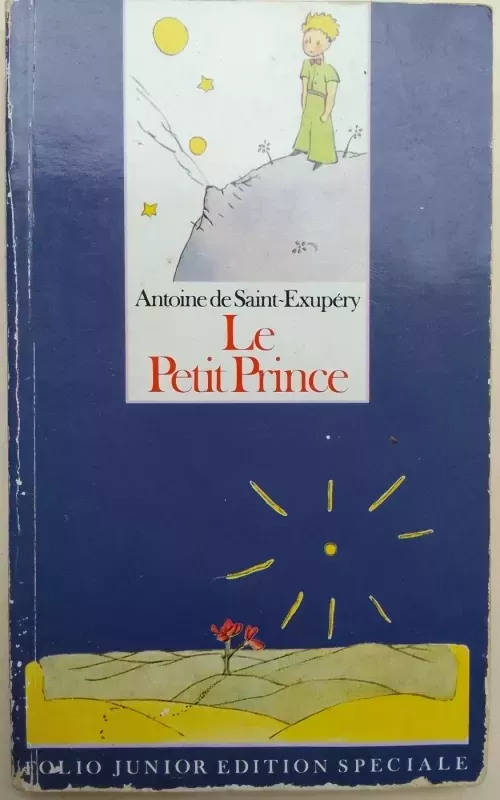 Antoine de Saint-Exupéry
Le
Petit Prince
FOLIO JUNIOR EDITION SPECIALE